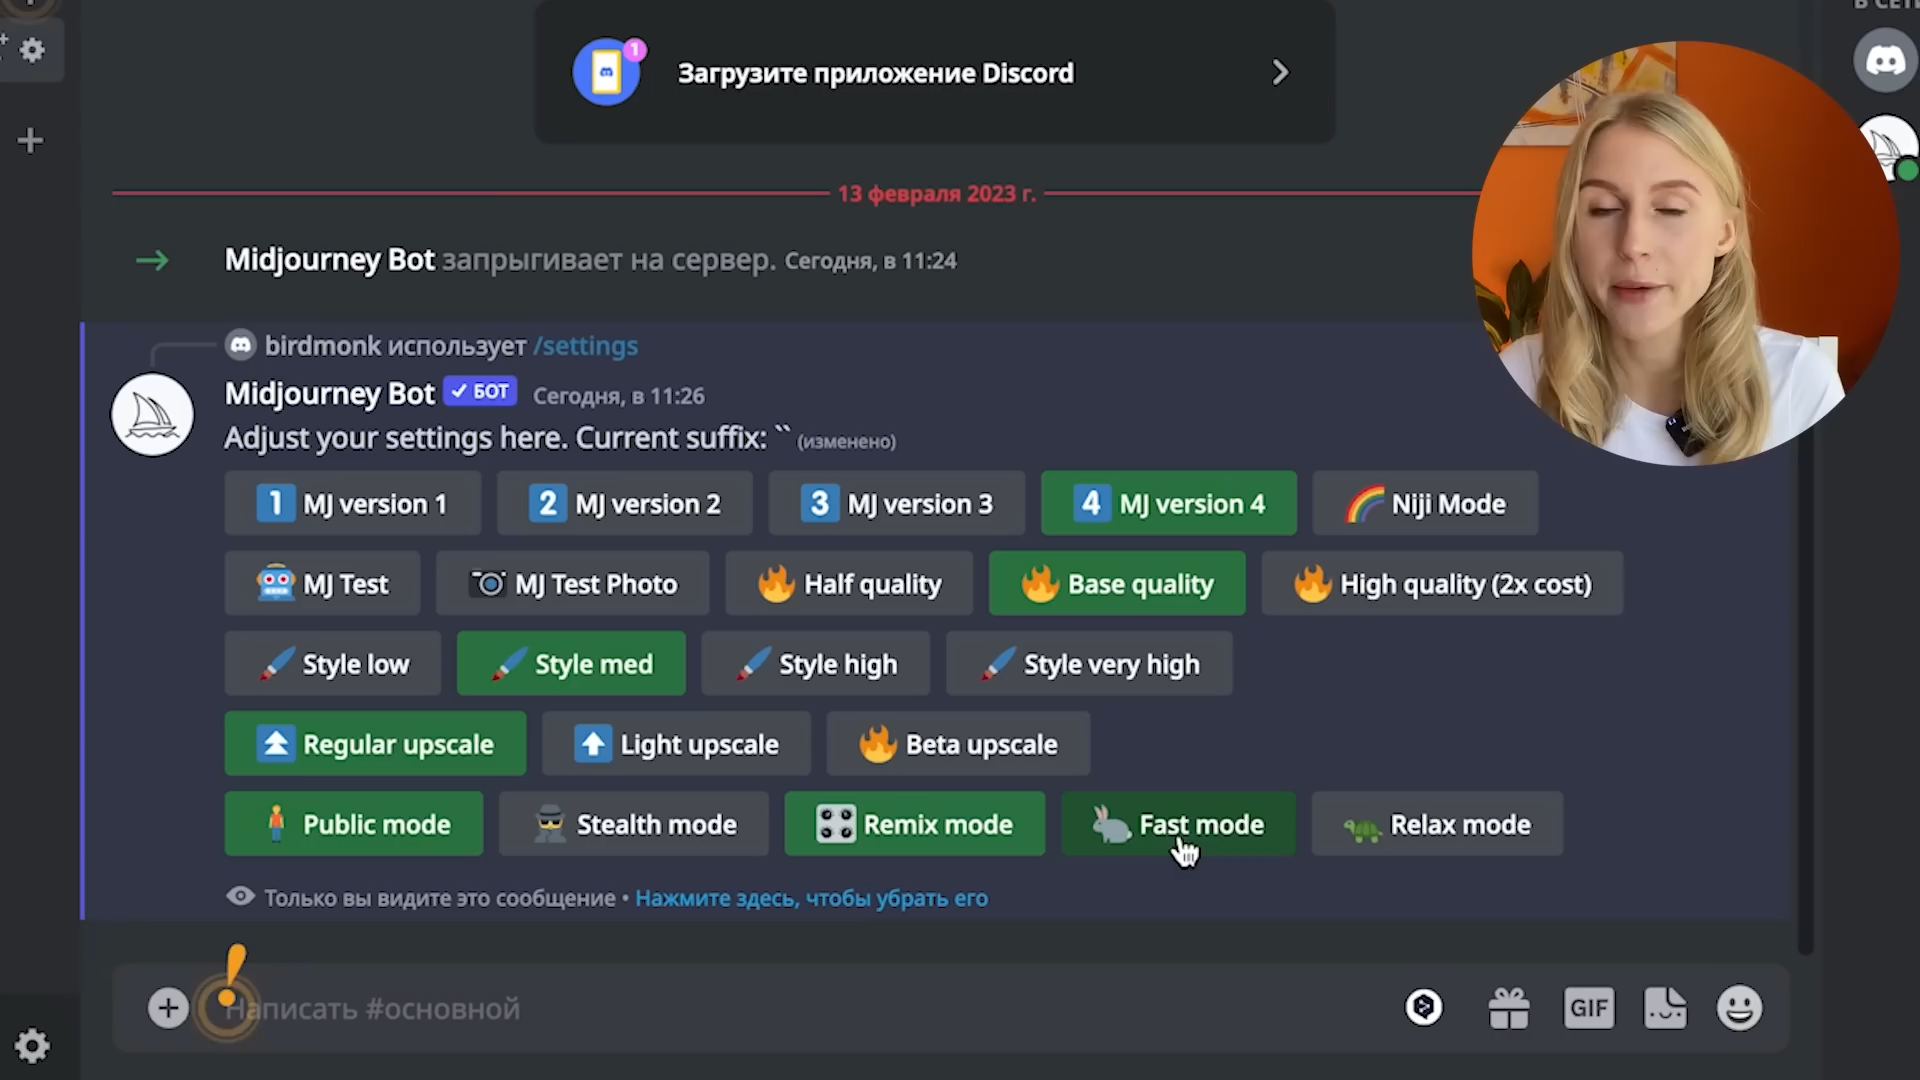 В СЕТИ
1
Загрузите приложение Discord
13 февраля 2023 г.
Midjourney Bot запрыгивает на сервер. Сегодня, в 11:24
birdmonk использует /settings
Midjourney Bot ✓ БОТ Сегодня, в 11:26
Adjust your settings here. Current suffix: `` (изменено)
1 MJ version 1 2 MJ version 2 3 MJ version 3 4 MJ version 4 Niji Mode
MJ Test MJ Test Photo Half quality Base quality High quality (2x cost)
Style low Style med Style high Style very high
Regular upscale Light upscale Beta upscale
Public mode Stealth mode Remix mode Fast mode Relax mode
Только вы видите это сообщение • Нажмите здесь, чтобы убрать его
Написать #основной
GIF